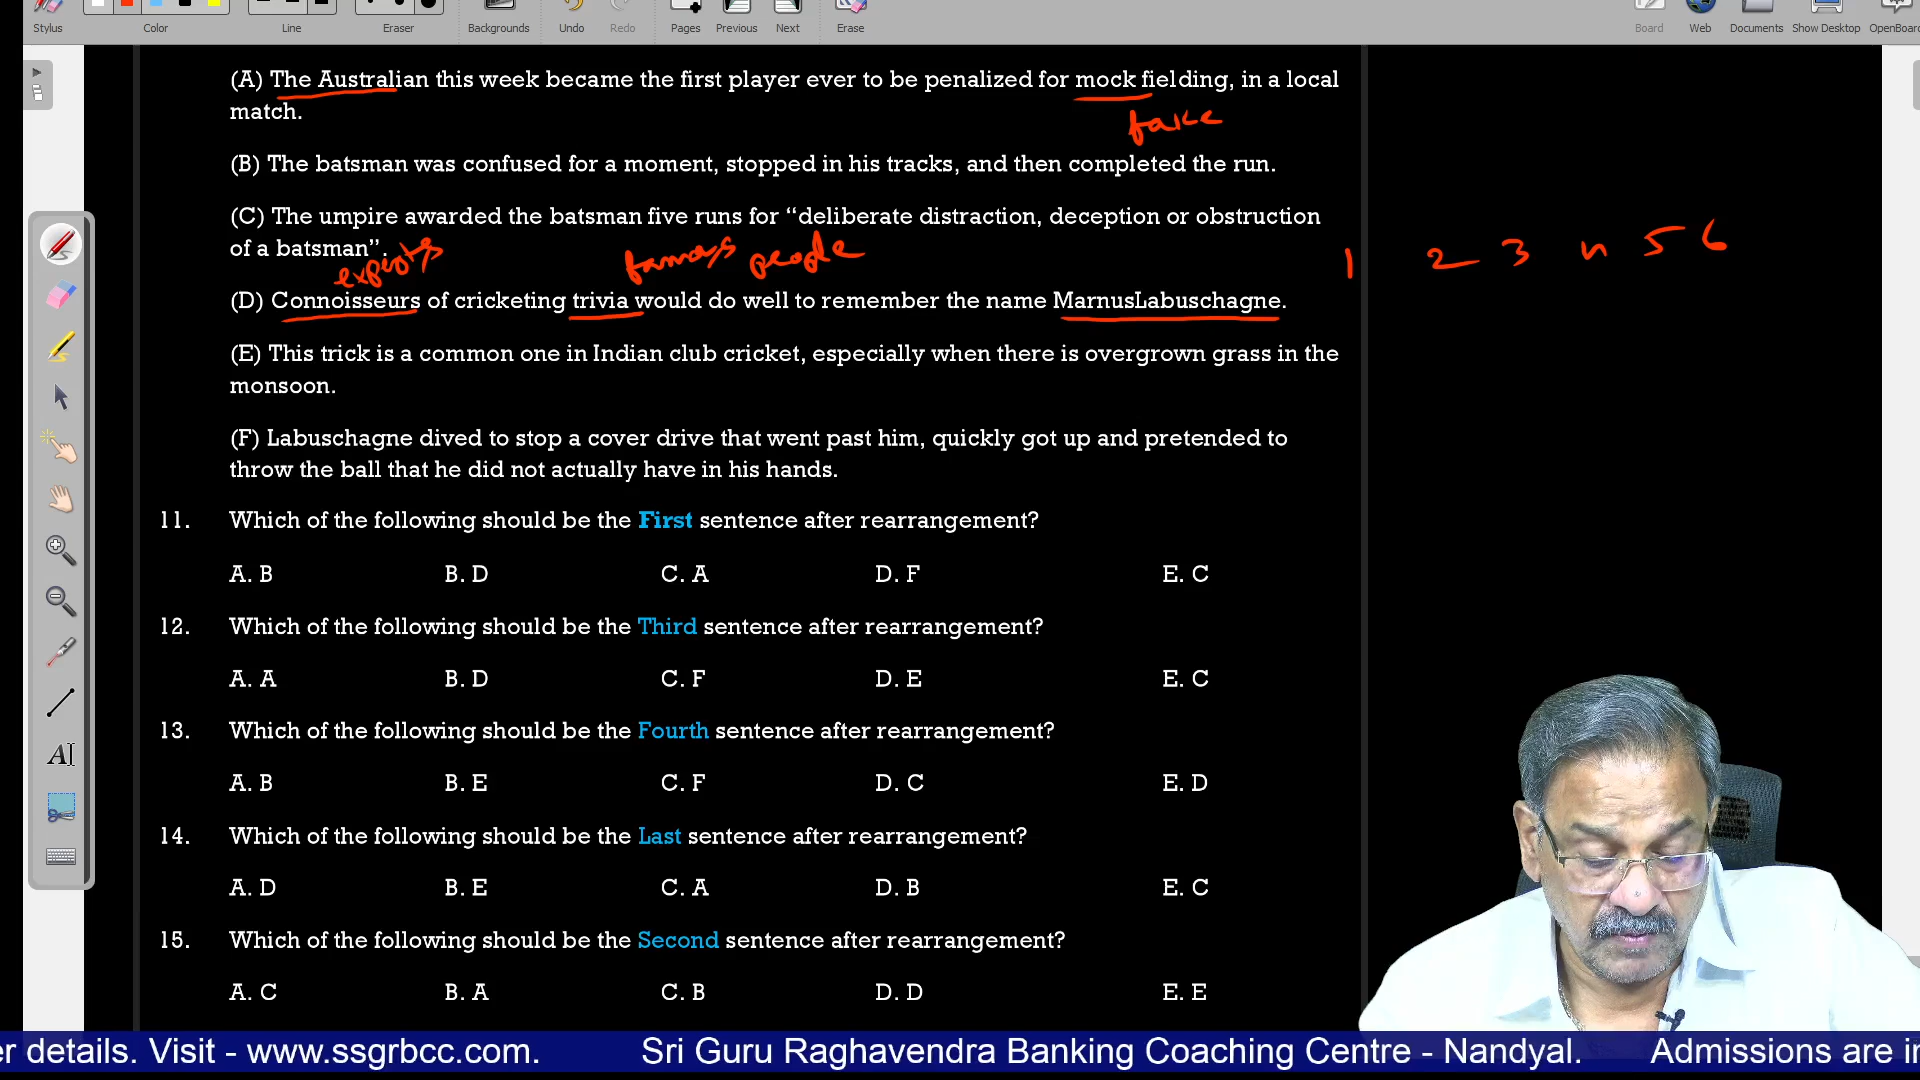 Stylus Color Line Eraser Backgrounds Undo Redo Pages Previous Next Erase Board Web Documents Show Desktop OpenBoard
(A) The Australian this week became the first player ever to be penalized for mock fielding, in a local
match.
fake
(B) The batsman was confused for a moment, stopped in his tracks, and then completed the run.
(C) The umpire awarded the batsman five runs for “deliberate distraction, deception or obstruction
of a batsman”.
experts famous people
1 2 3 4 5 6
(D) Connoisseurs of cricketing trivia would do well to remember the name MarnusLabuschagne.
(E) This trick is a common one in Indian club cricket, especially when there is overgrown grass in the
monsoon.
(F) Labuschagne dived to stop a cover drive that went past him, quickly got up and pretended to
throw the ball that he did not actually have in his hands.
11. Which of the following should be the First sentence after rearrangement?
A. B B. D C. A D. F E. C
12. Which of the following should be the Third sentence after rearrangement?
A. A B. D C. F D. E E. C
13. Which of the following should be the Fourth sentence after rearrangement?
A. B B. E C. F D. C E. D
14. Which of the following should be the Last sentence after rearrangement?
A. D B. E C. A D. B E. C
15. Which of the following should be the Second sentence after rearrangement?
A. C B. A C. B D. D E. E
er details. Visit - www.ssgrbcc.com. Sri Guru Raghavendra Banking Coaching Centre - Nandyal. Admissions are in